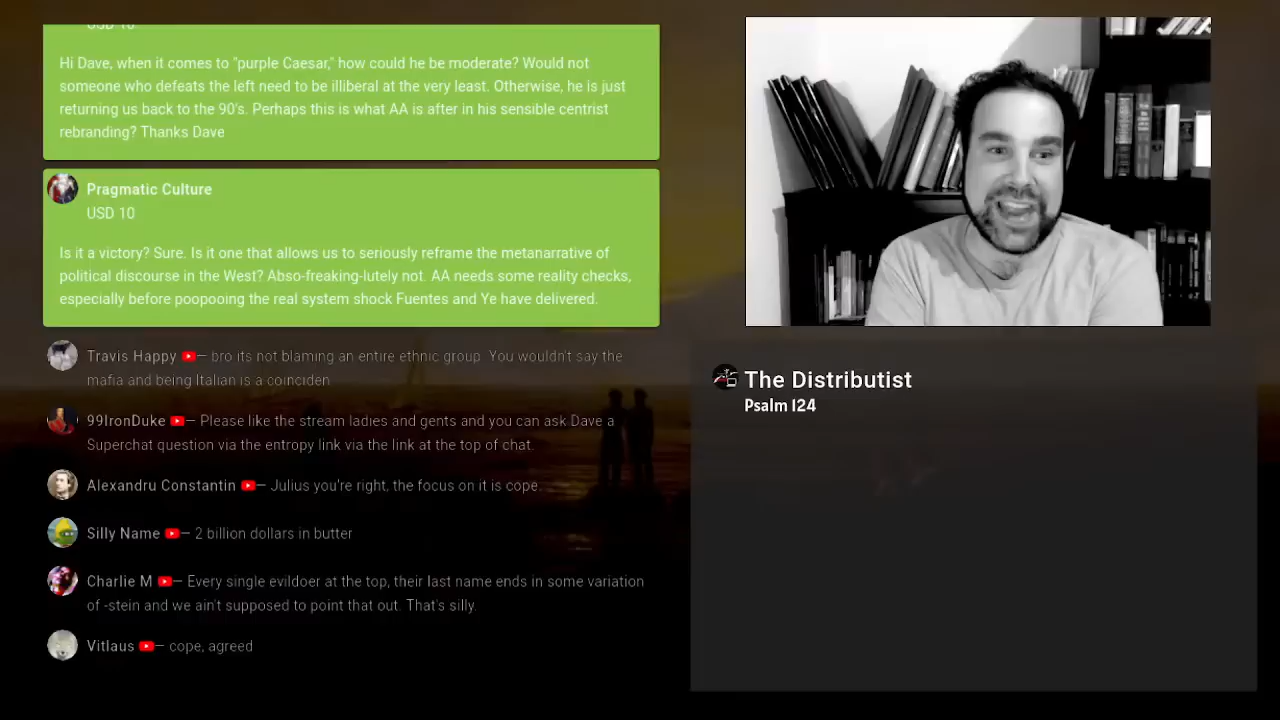 USD 10
Hi Dave, when it comes to "purple Caesar," how could he be moderate? Would not
someone who defeats the left need to be illiberal at the very least. Otherwise, he is just
returning us back to the 90's. Perhaps this is what AA is after in his sensible centrist
rebranding? Thanks Dave
Pragmatic Culture
USD 10
Is it a victory? Sure. Is it one that allows us to seriously reframe the metanarrative of
political discourse in the West? Abso-freaking-lutely not. AA needs some reality checks,
especially before poopooing the real system shock Fuentes and Ye have delivered.
Travis Happy — bro its not blaming an entire ethnic group. You wouldn't say the
mafia and being Italian is a coinciden.
99IronDuke — Please like the stream ladies and gents and you can ask Dave a
Superchat question via the entropy link via the link at the top of chat.
Alexandru Constantin — Julius you're right, the focus on it is cope.
Silly Name — 2 billion dollars in butter
Charlie M — Every single evildoer at the top, their last name ends in some variation
of -stein and we ain't supposed to point that out. That's silly.
Vitlaus — cope, agreed
The Distributist
Psalm 124